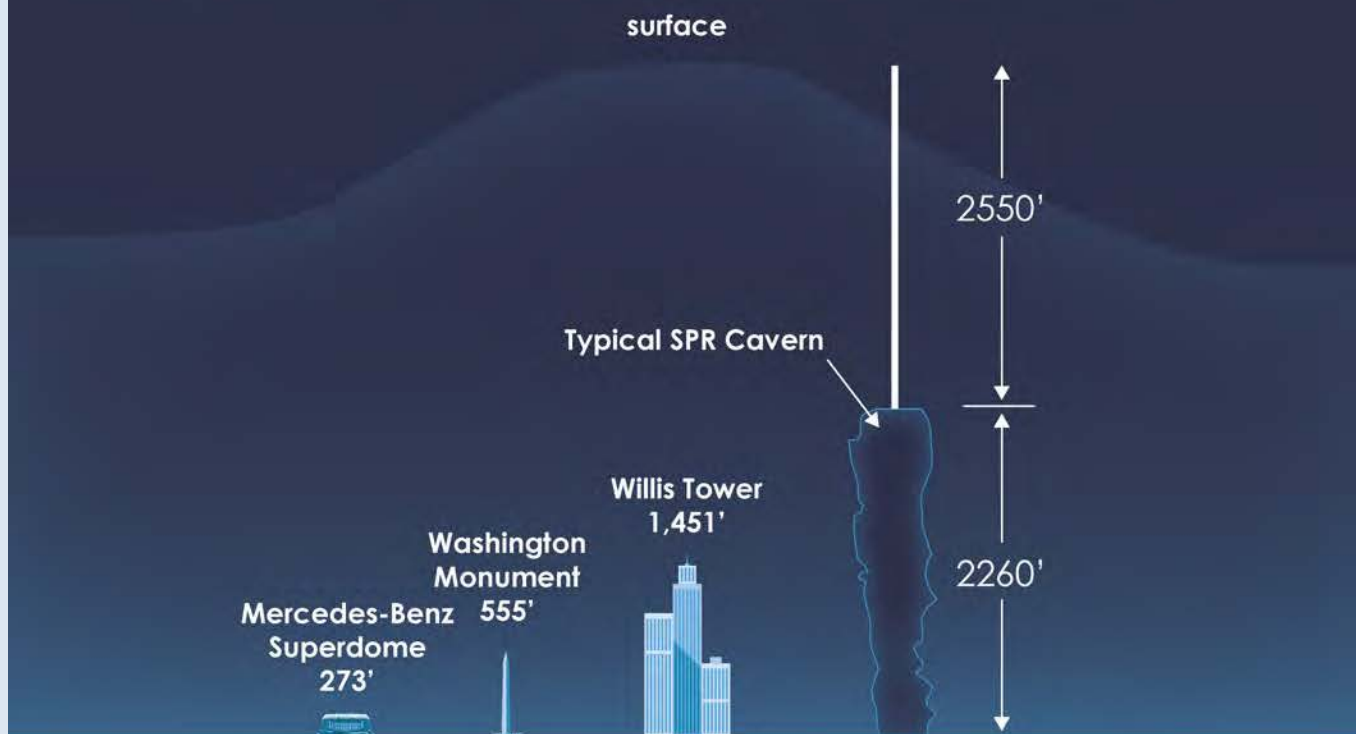 surface
2550’
Typical SPR Cavern
Willis Tower
1,451’
Washington
Monument
555’
2260’
Mercedes-Benz
Superdome
273’